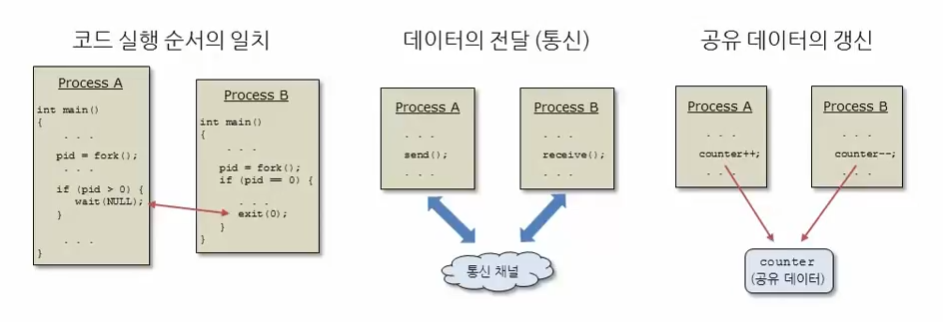 코드 실행 순서의 일치
Process A
int main()
{
. . .
pid = fork();
. . .
if (pid > 0) {
wait(NULL);
}
. . .
}
Process B
int main()
{
. . .
pid = fork();
if (pid == 0) {
. . .
exit(0);
}
}
데이터의 전달 (통신)
Process A
. . .
send();
. . .
Process B
. . .
receive();
. . .
통신 채널
공유 데이터의 갱신
Process A
. . .
counter++;
. . .
Process B
. . .
counter--;
. . .
counter
(공유 데이터)